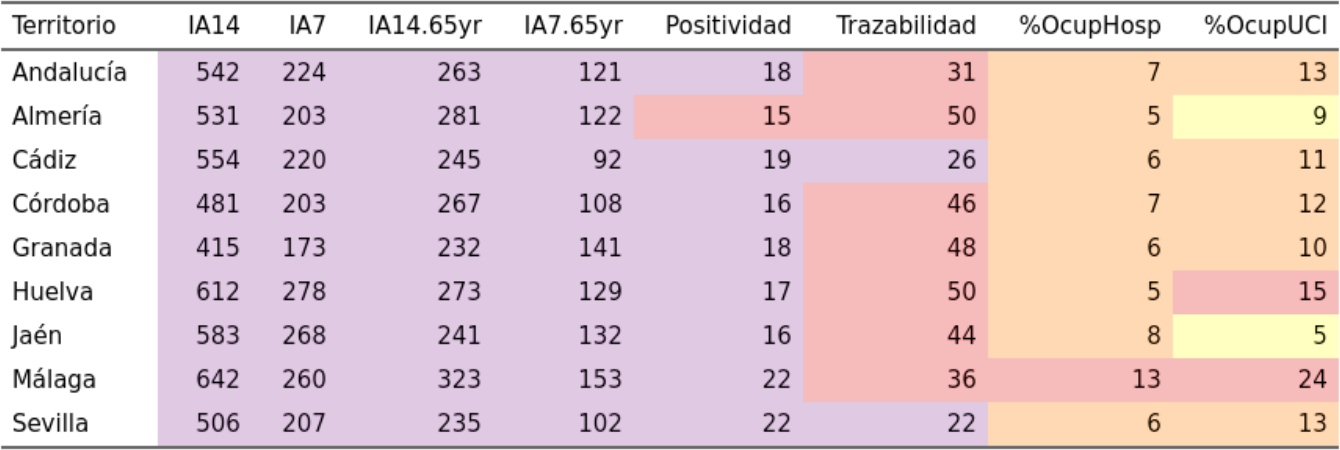 Territorio IA14 IA7 IA14.65yr IA7.65yr Positividad Trazabilidad %OcupHosp %OcupUCI
Andalucía 542 224 263 121 18 31 7 13
Almería 531 203 281 122 15 50 5 9
Cádiz 554 220 245 92 19 26 6 11
Córdoba 481 203 267 108 16 46 7 12
Granada 415 173 232 141 18 48 6 10
Huelva 612 278 273 129 17 50 5 15
Jaén 583 268 241 132 16 44 8 5
Málaga 642 260 323 153 22 36 13 24
Sevilla 506 207 235 102 22 22 6 13